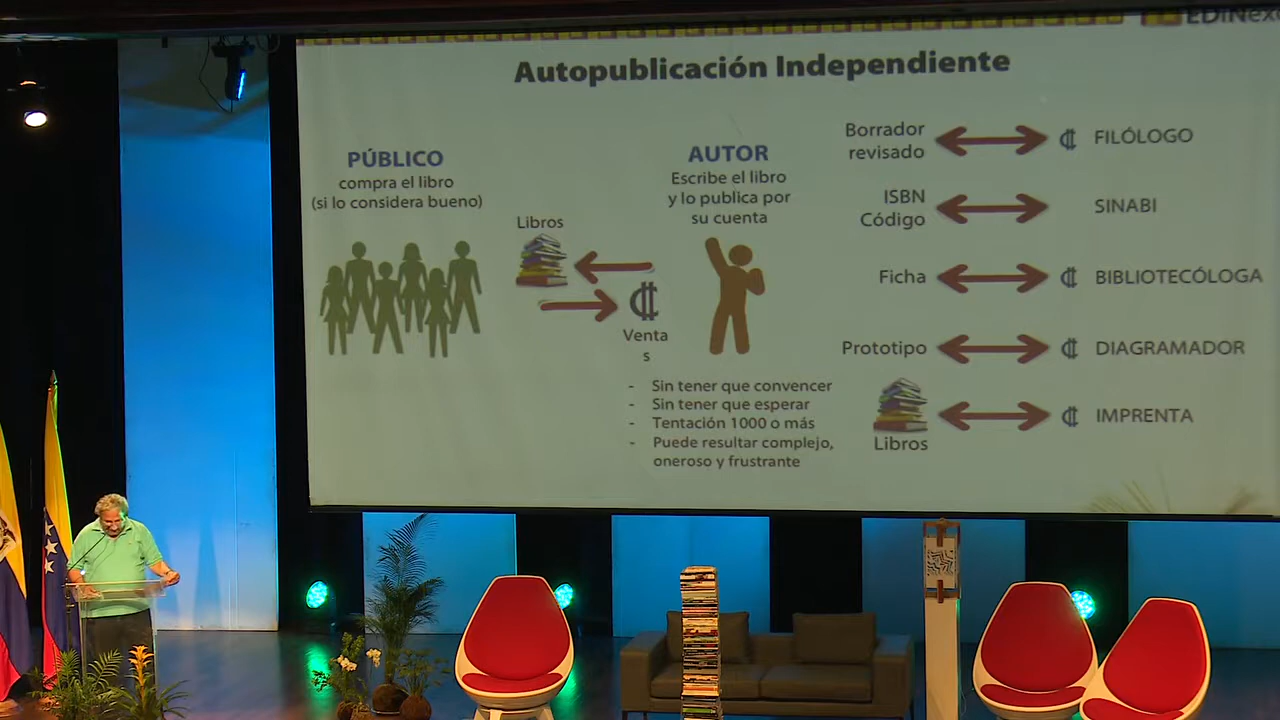 EDiNexo
Autopublicación Independiente
PÚBLICO
compra el libro
(si lo considera bueno)
Libros
Venta
s
AUTOR
Escribe el libro
y lo publica por
su cuenta
- Sin tener que convencer
- Sin tener que esperar
- Tentación 1000 o más
- Puede resultar complejo,
oneroso y frustrante
Borrador
revisado
₡ FILÓLOGO
ISBN
Código
SINABI
Ficha
₡ BIBLIOTECÓLOGA
Prototipo
₡ DIAGRAMADOR
Libros
₡ IMPRENTA